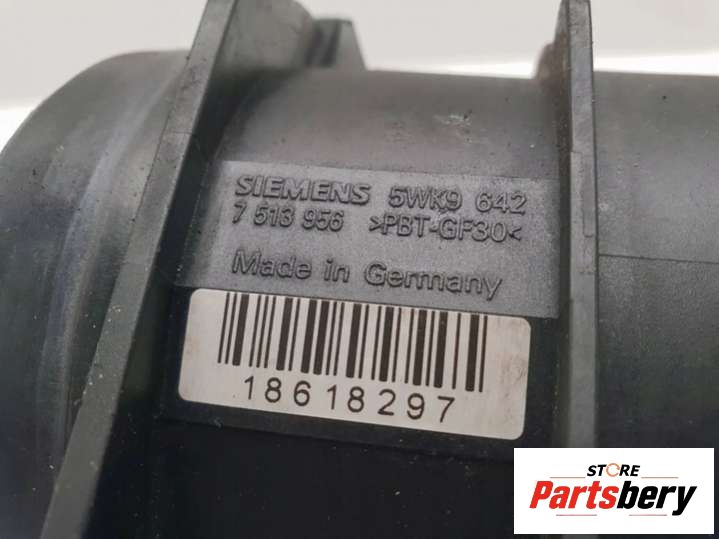 SIEMENS 5WK9 642
7 513 956 >PBT-GF30<
Made in Germany
18618297
STORE
Partsbery